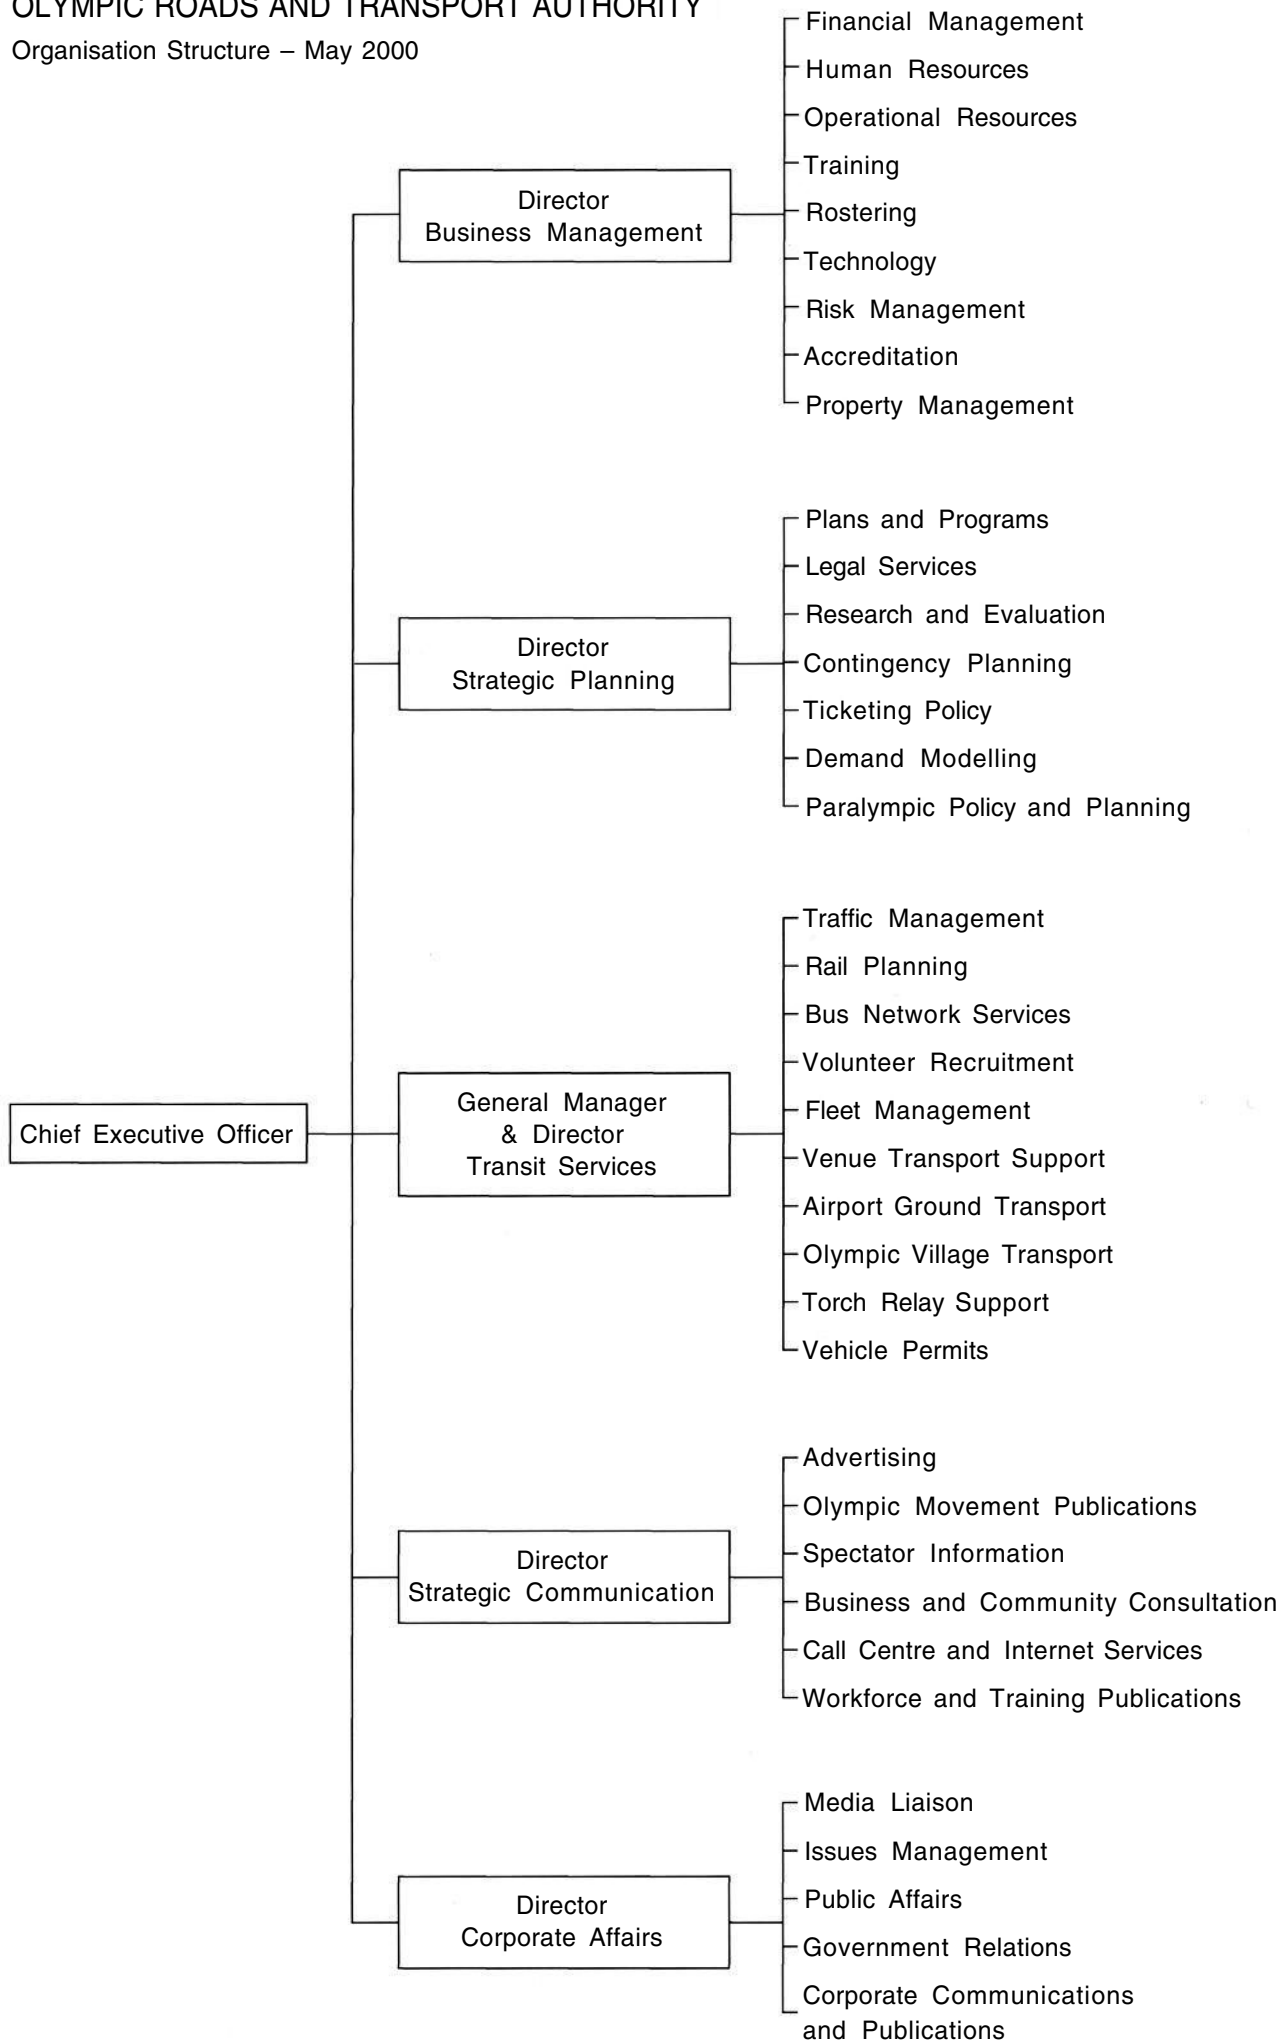 OLYMPIC ROADS AND TRANSPORT AUTHORITY
Organisation Structure – May 2000
Financial Management
Human Resources
Operational Resources
Training
Rostering
Technology
Risk Management
Accreditation
Property Management
Director
Business Management
Plans and Programs
Legal Services
Research and Evaluation
Contingency Planning
Ticketing Policy
Demand Modelling
Paralympic Policy and Planning
Director
Strategic Planning
Traffic Management
Rail Planning
Bus Network Services
Volunteer Recruitment
Fleet Management
Venue Transport Support
Airport Ground Transport
Olympic Village Transport
Torch Relay Support
Vehicle Permits
Chief Executive Officer
General Manager
& Director
Transit Services
Advertising
Olympic Movement Publications
Spectator Information
Business and Community Consultation
Call Centre and Internet Services
Workforce and Training Publications
Director
Strategic Communication
Media Liaison
Issues Management
Public Affairs
Government Relations
Corporate Communications
and Publications
Director
Corporate Affairs